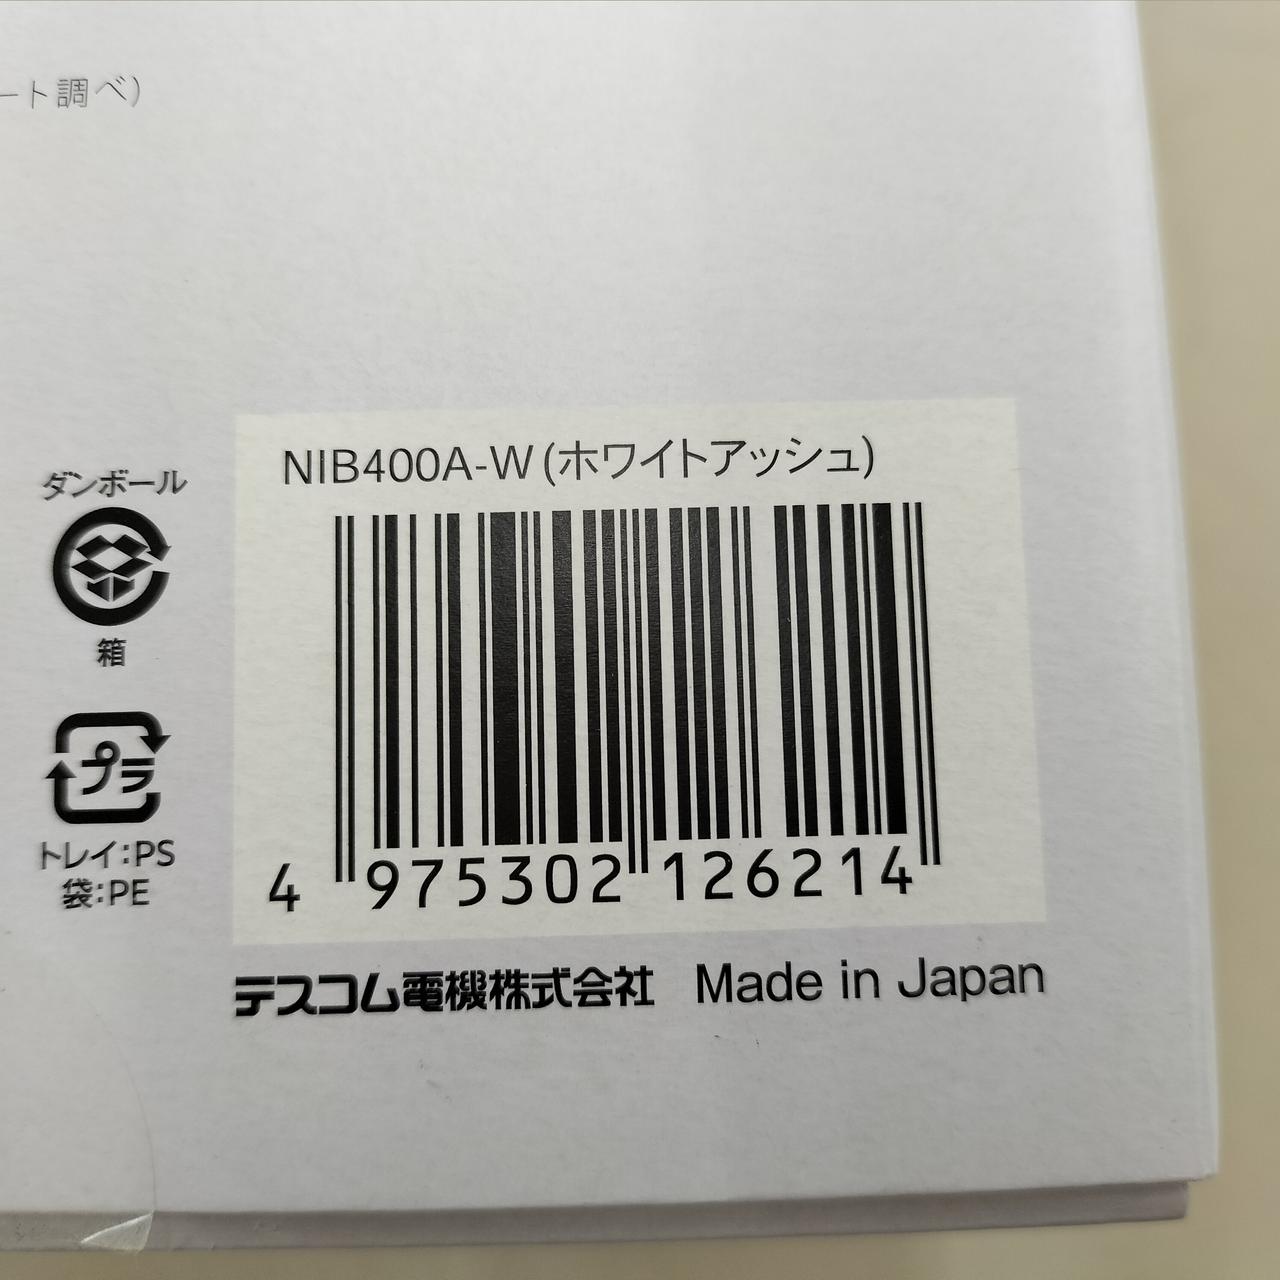 ート調べ)
NIB400A-W(ホワイトアッシュ)
ダンボール
箱
プラ
トレイ:PS
袋:PE
4 975302 126214
テスコム電機株式会社 Made in Japan